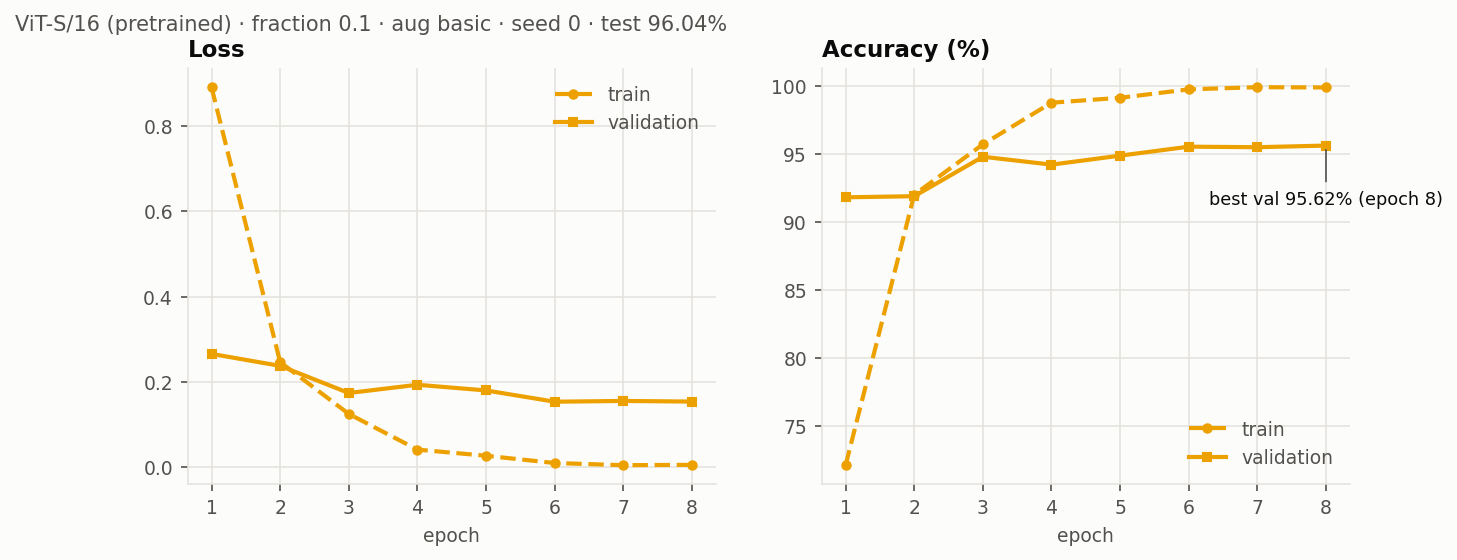 ViT-S/16 (pretrained) · fraction 0.1 · aug basic · seed 0 · test 96.04%
Loss
train
validation
0.8
0.6
0.4
0.2
0.0
1 2 3 4 5 6 7 8
epoch
Accuracy (%)
100
95
90
85
80
75
best val 95.62% (epoch 8)
train
validation
1 2 3 4 5 6 7 8
epoch